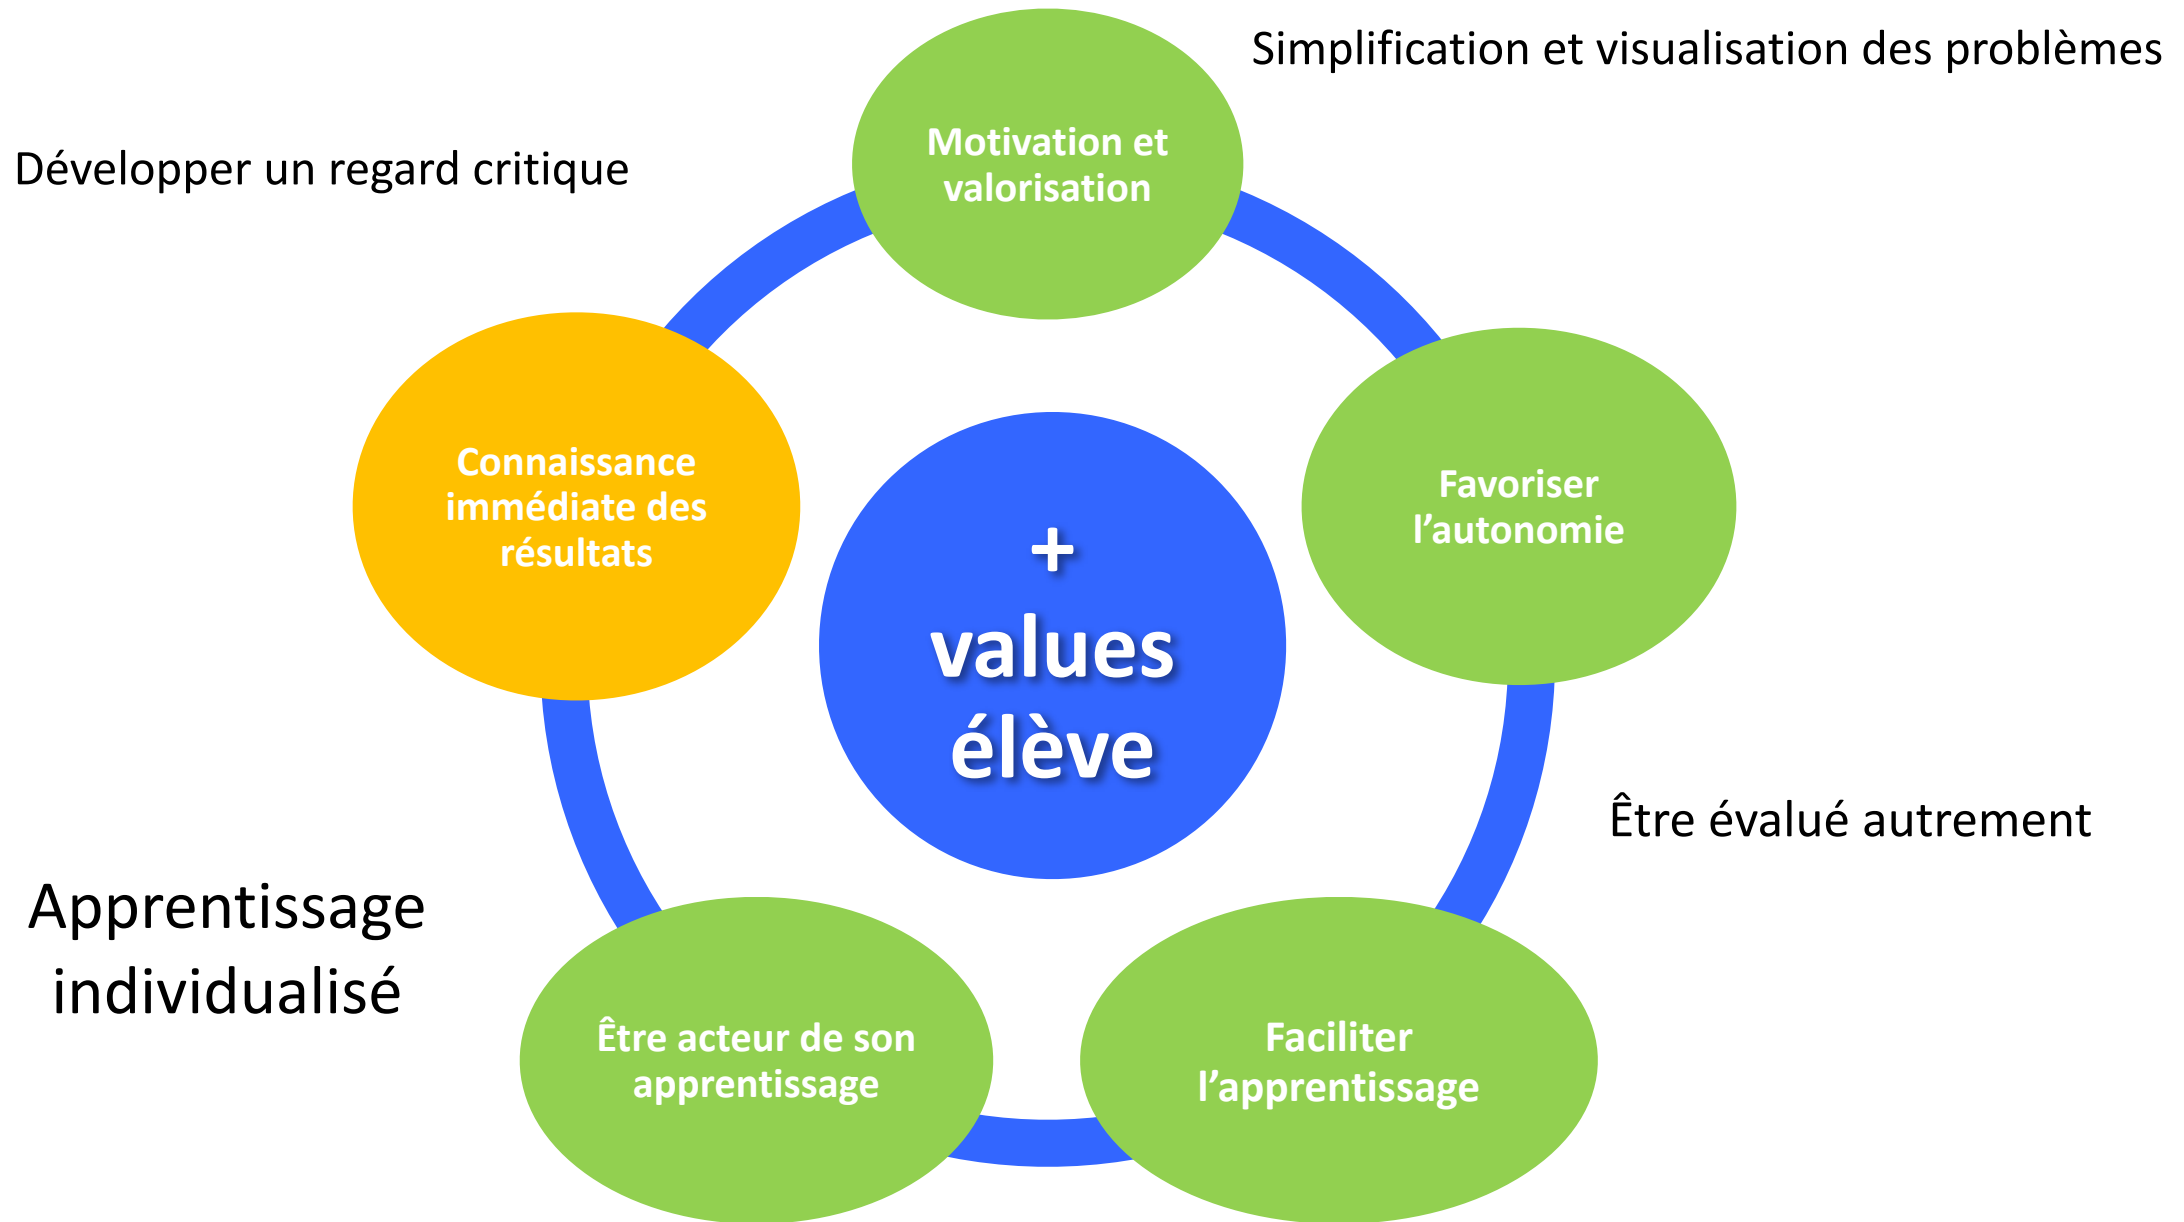 Simplification et visualisation des problèmes
Motivation et
valorisation
Développer un regard critique
Connaissance
immédiate des
résultats
Favoriser
l’autonomie
+
values
élève
Être évalué autrement
Apprentissage
individualisé
Être acteur de son
apprentissage
Faciliter
l’apprentissage